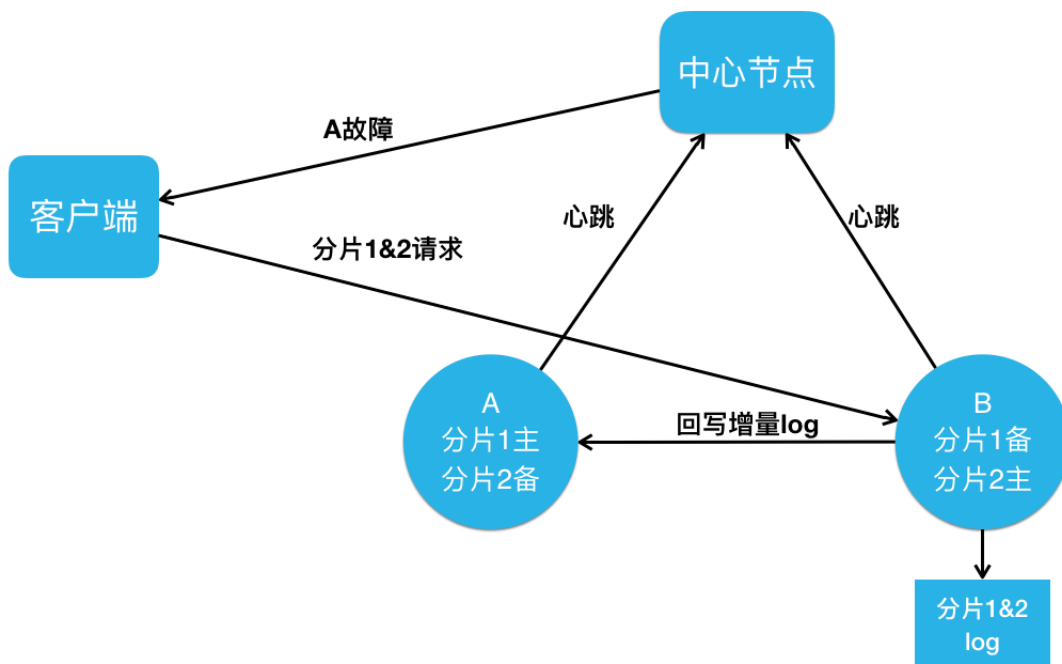 中心节点
A故障
客户端
心跳
心跳
分片1&2请求
A
分片1主
分片2备
回写增量log
B
分片1备
分片2主
分片1&2
log